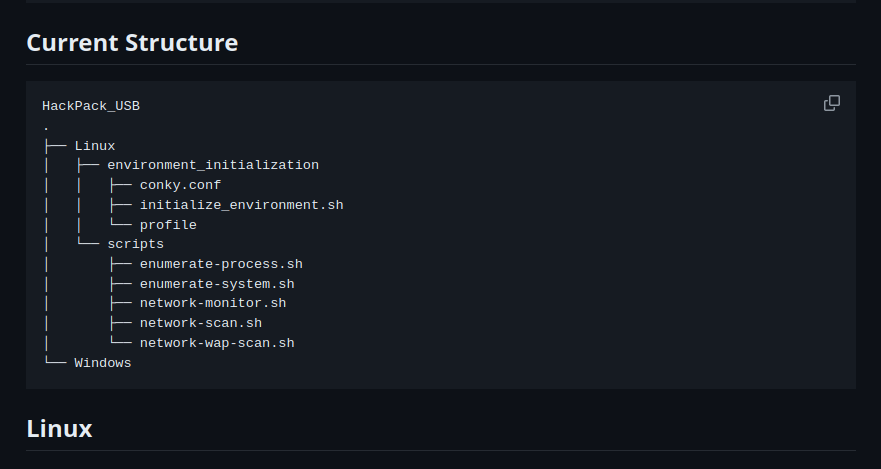 Current Structure
HackPack_USB
.
├── Linux
│   ├── environment_initialization
│   │   ├── conky.conf
│   │   ├── initialize_environment.sh
│   │   └── profile
│   └── scripts
│       ├── enumerate-process.sh
│       ├── enumerate-system.sh
│       ├── network-monitor.sh
│       ├── network-scan.sh
│       └── network-wap-scan.sh
└── Windows
Linux